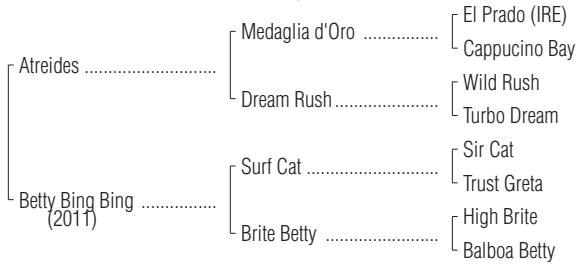 El Prado (IRE)
Medaglia d'Oro ................
Cappucino Bay
Atreides ............................
Wild Rush
Dream Rush......................
Turbo Dream
Sir Cat
Surf Cat ............................
Trust Greta
Betty Bing Bing ................
(2011)
High Brite
Brite Betty ........................
Balboa Betty